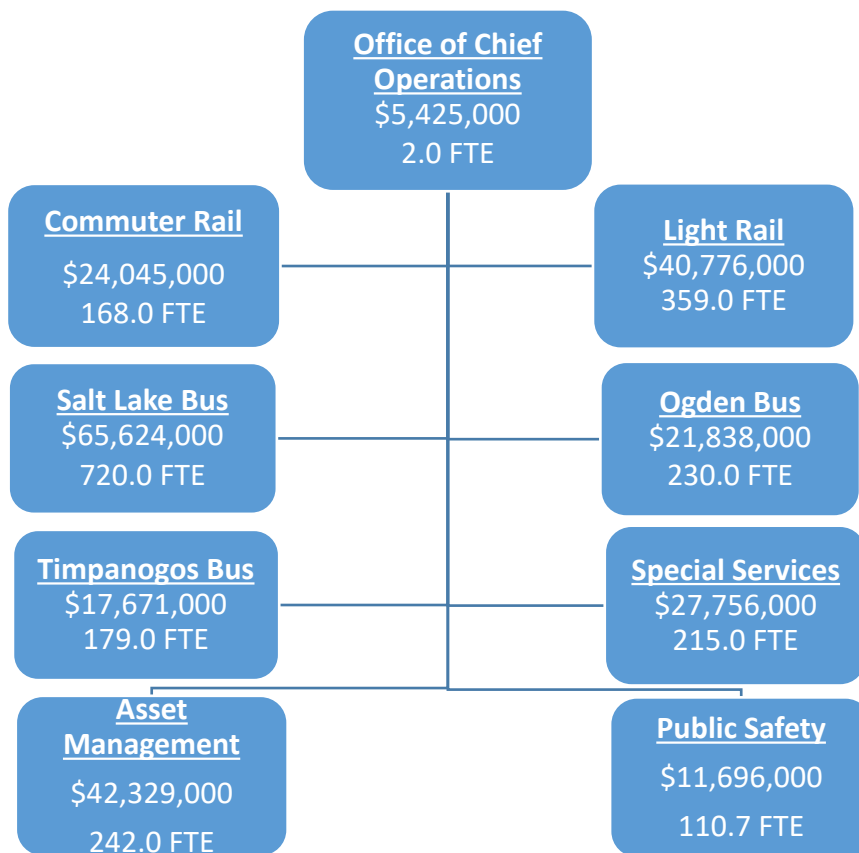 Office of Chief
Operations
$5,425,000
2.0 FTE
Commuter Rail
$24,045,000
168.0 FTE
Light Rail
$40,776,000
359.0 FTE
Salt Lake Bus
$65,624,000
720.0 FTE
Ogden Bus
$21,838,000
230.0 FTE
Timpanogos Bus
$17,671,000
179.0 FTE
Special Services
$27,756,000
215.0 FTE
Asset
Management
$42,329,000
242.0 FTE
Public Safety
$11,696,000
110.7 FTE